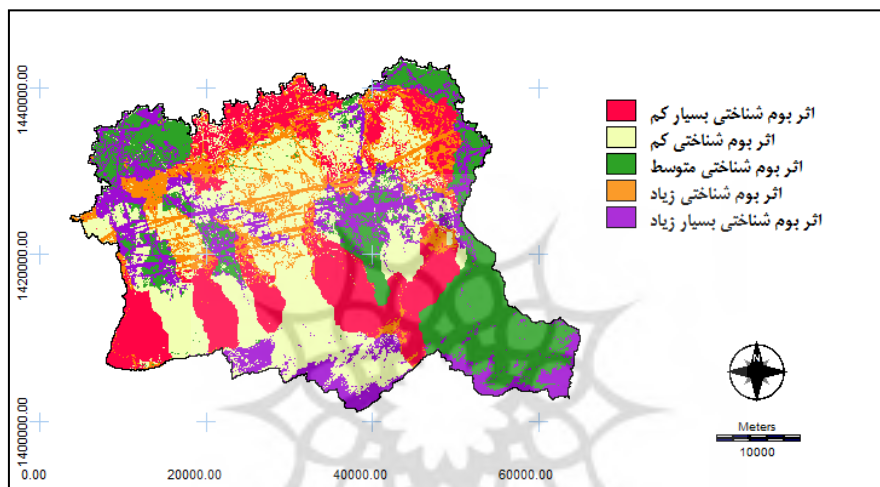 1440000.00
1420000.00
1400000.00
اثر بوم شناختی بسیار کم
اثر بوم شناختی کم
اثر بوم شناختی متوسط
اثر بوم شناختی زیاد
اثر بوم شناختی بسیار زیاد
Meters
10000
0.00
20000.00
40000.00
60000.00